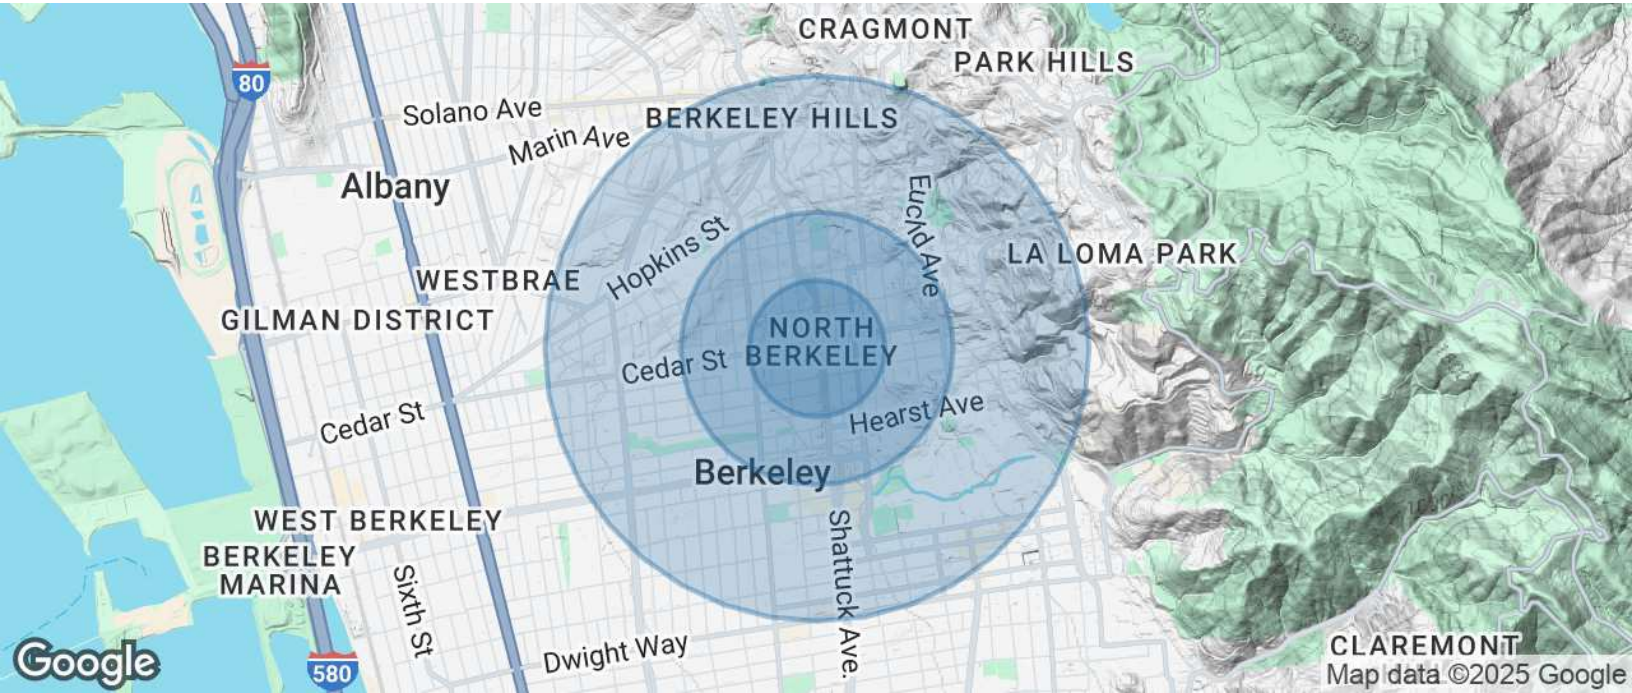 CRAGMONT
PARK HILLS
80
Solano Ave
BERKELEY HILLS
Marin Ave
Albany
Euclid Ave
Hopkins St
LA LOMA PARK
WESTBRAE
GILMAN DISTRICT
NORTH
BERKELEY
Cedar St
Hearst Ave
Cedar St
Berkeley
WEST BERKELEY
BERKELEY
MARINA
Shattuck Ave.
Sixth St
Dwight Way
CLAREMONT
Google
580
Map data ©2025 Google